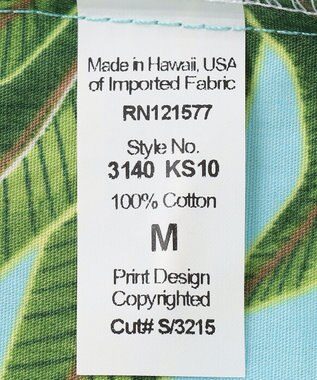 Made in Hawaii, USA
of Imported Fabric
RN121577
Style No.
3140 KS10
100% Cotton
M
Print Design
Copyrighted
Cut# S/3215